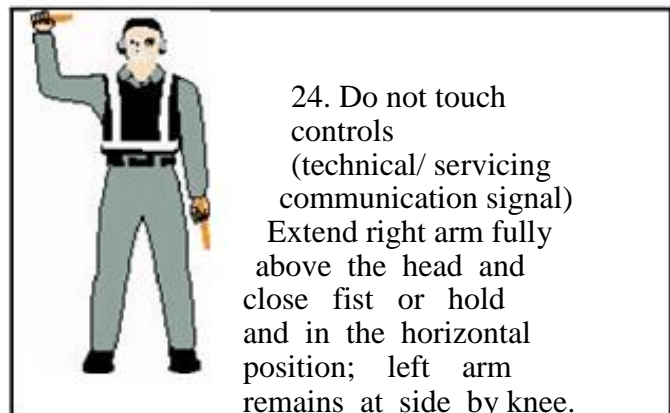 24. Do not touch
controls
(technical/ servicing
communication signal)
Extend right arm fully
above the head and
close fist or hold
and in the horizontal
position; left arm
remains at side by knee.